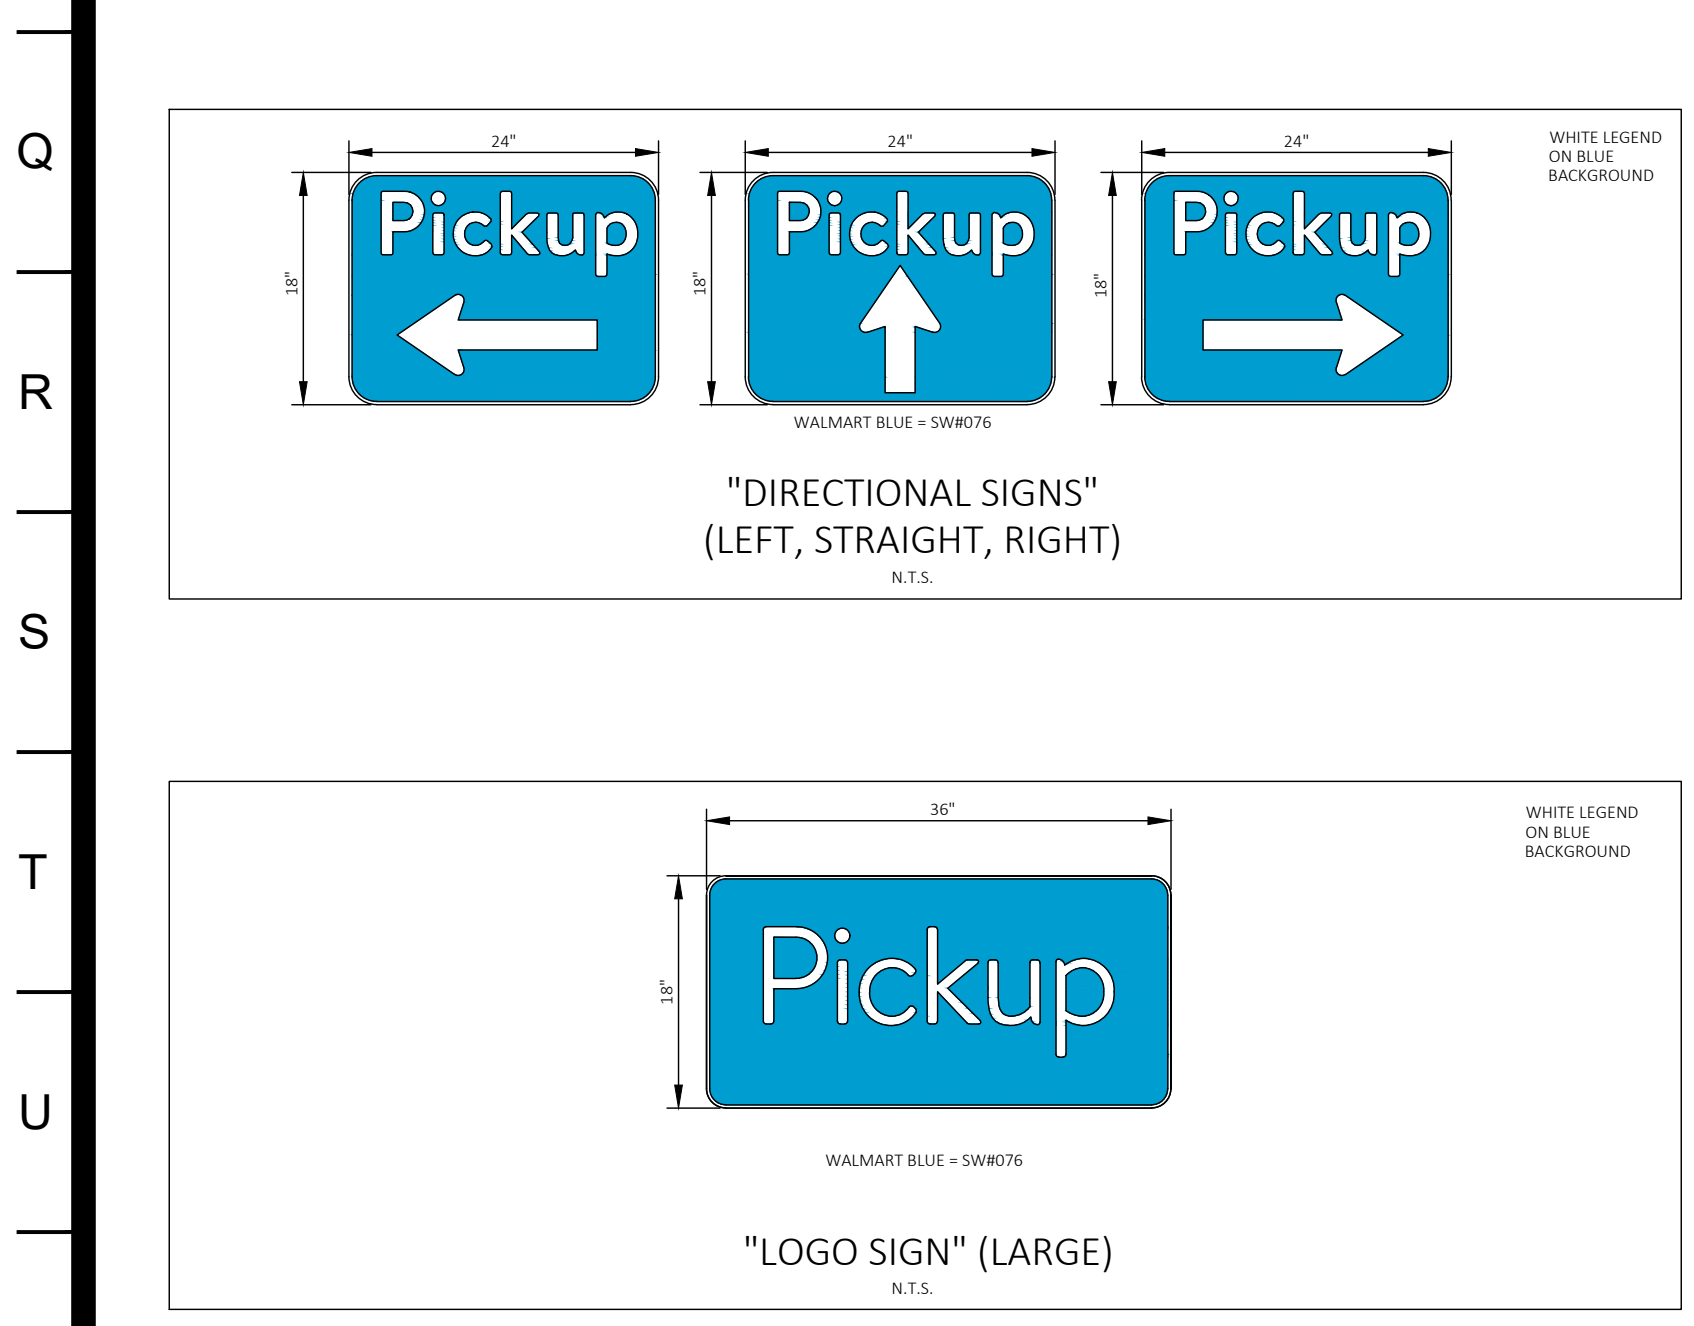 Q
R
S
T
U
24"
24"
24"
WHITE LEGEND
ON BLUE
BACKGROUND
18"
Pickup
18"
Pickup
18"
Pickup
WALMART BLUE = SW#076
"DIRECTIONAL SIGNS"
(LEFT, STRAIGHT, RIGHT)
N.T.S.
36"
WHITE LEGEND
ON BLUE
BACKGROUND
18"
Pickup
WALMART BLUE = SW#076
"LOGO SIGN" (LARGE)
N.T.S.